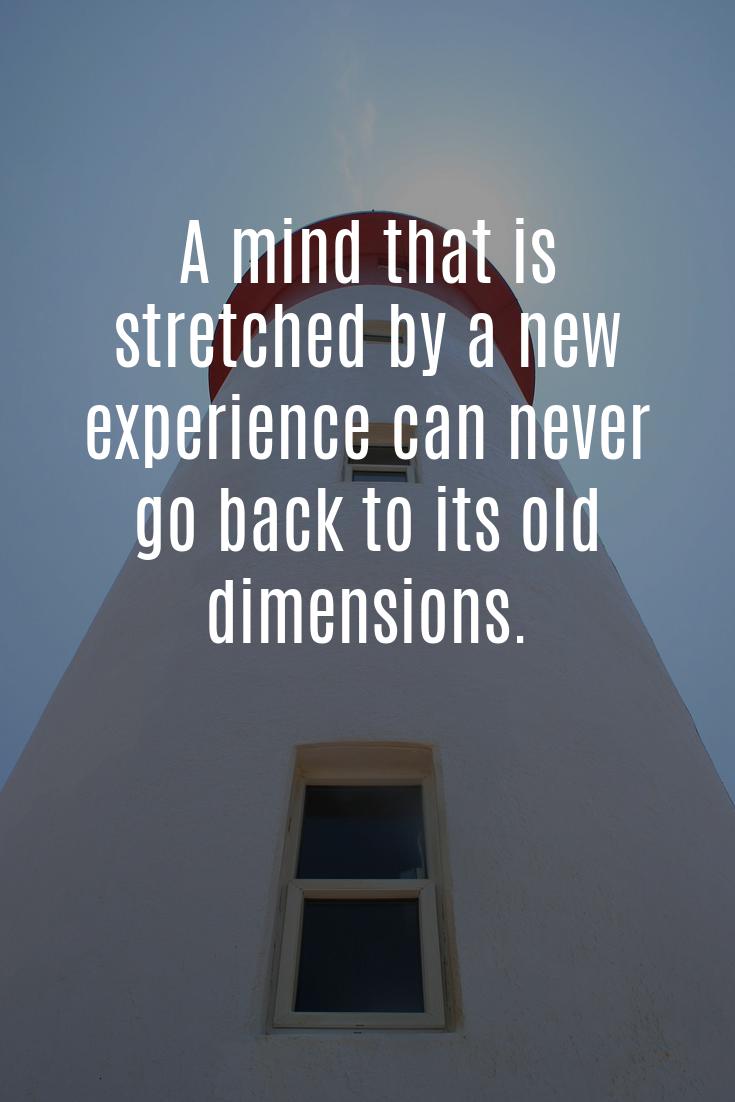 A mind that is
stretched by a new
experience can never
go back to its old
dimensions.